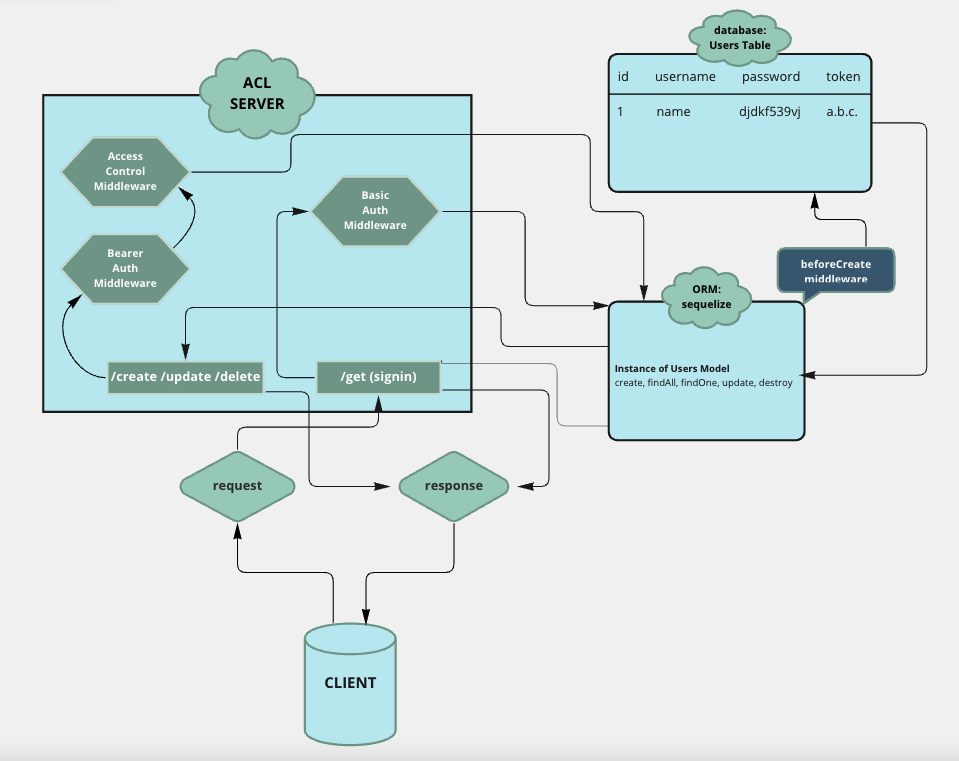 database:
Users Table
id username password token
1 name djdkf539vj a.b.c.
ACL
SERVER
Access
Control
Middleware
Basic
Auth
Middleware
Bearer
Auth
Middleware
beforeCreate
middleware
ORM:
sequelize
Instance of Users Model
create, findAll, findOne, update, destroy
/create /update /delete
/get (signin)
request
response
CLIENT